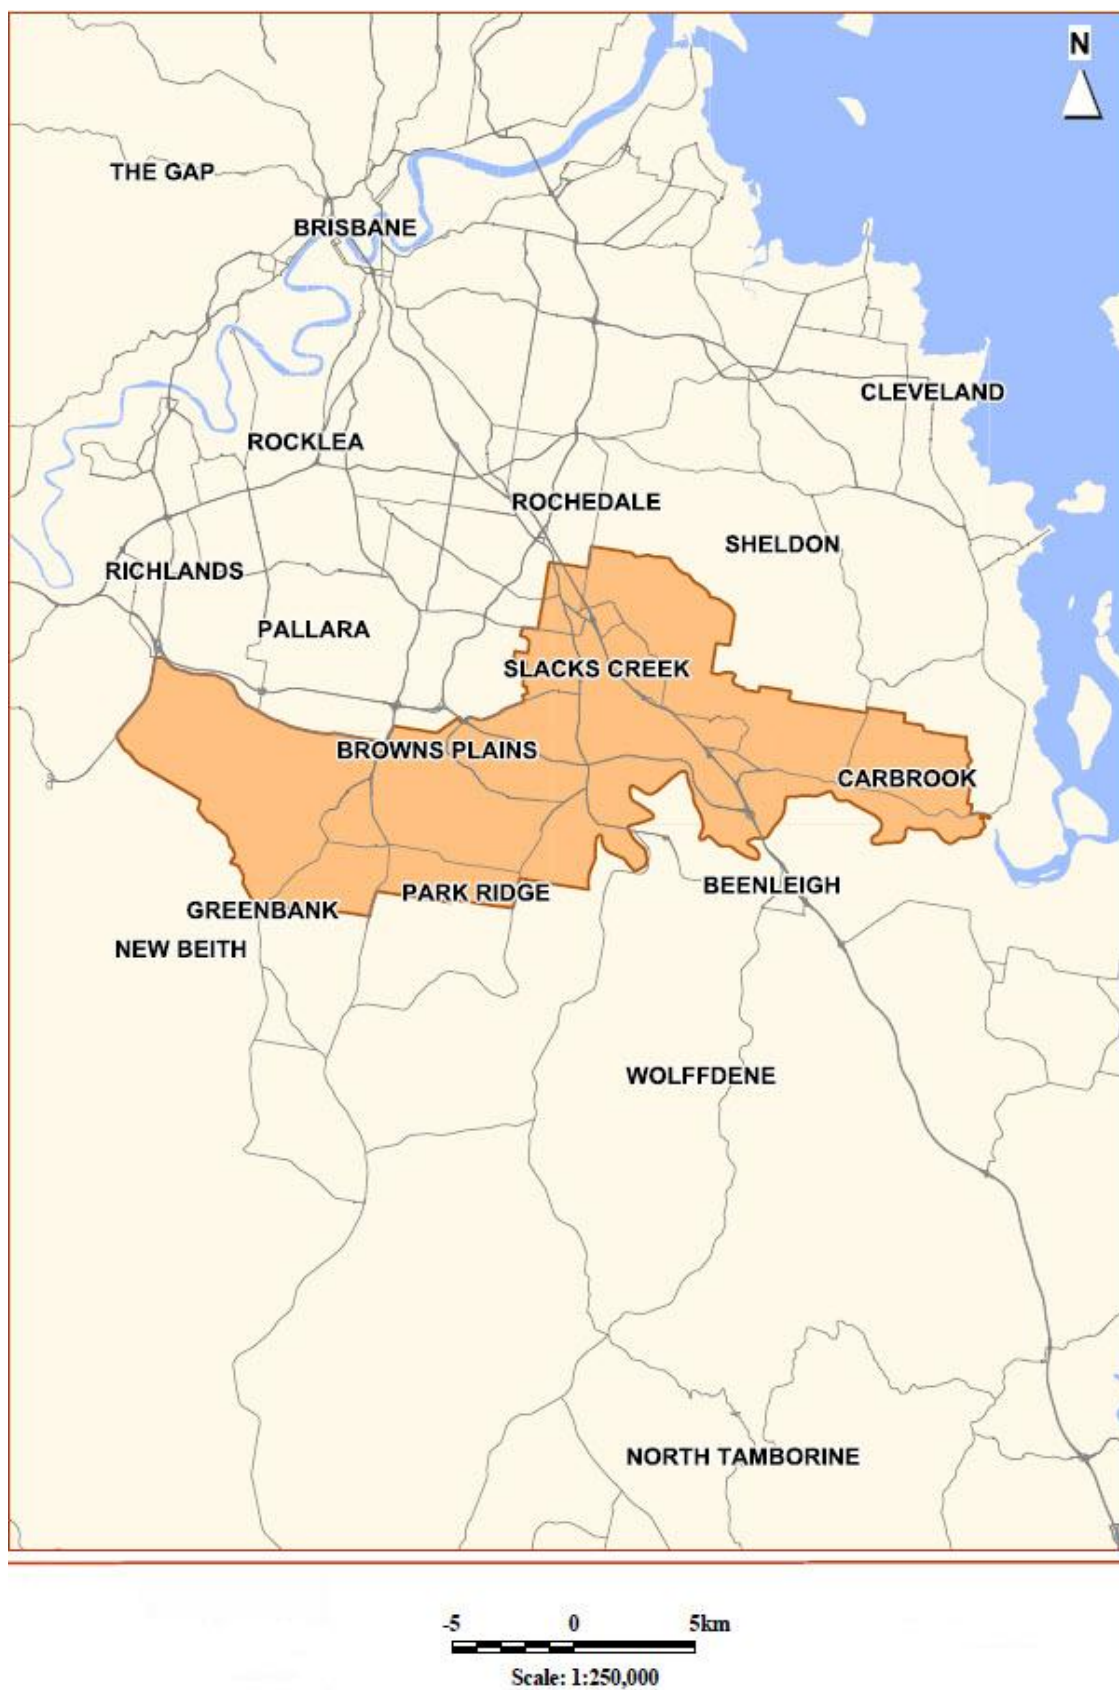 N
THE GAP
BRISBANE
CLEVELAND
ROCKLEA
ROCHEDALE
SHELDON
RICHLANDS
PALLARA
SLACKS CREEK
BROWNS PLAINS
CARBROOK
BEENLEIGH
PARK RIDGE
GREENBANK
NEW BEITH
WOLFFDENE
NORTH TAMBORINE
-5 0 5km
Scale: 1:250,000